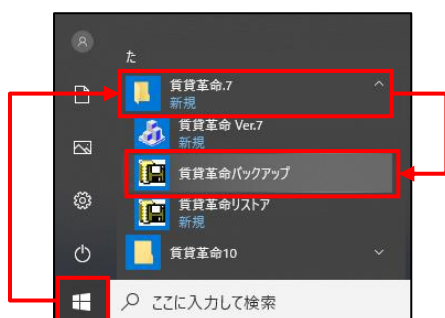 た
賃貸革命.7
新規
賃貸革命 Ver.7
新規
賃貸革命バックアップ
賃貸革命リストア
新規
賃貸革命10
ここに入力して検索